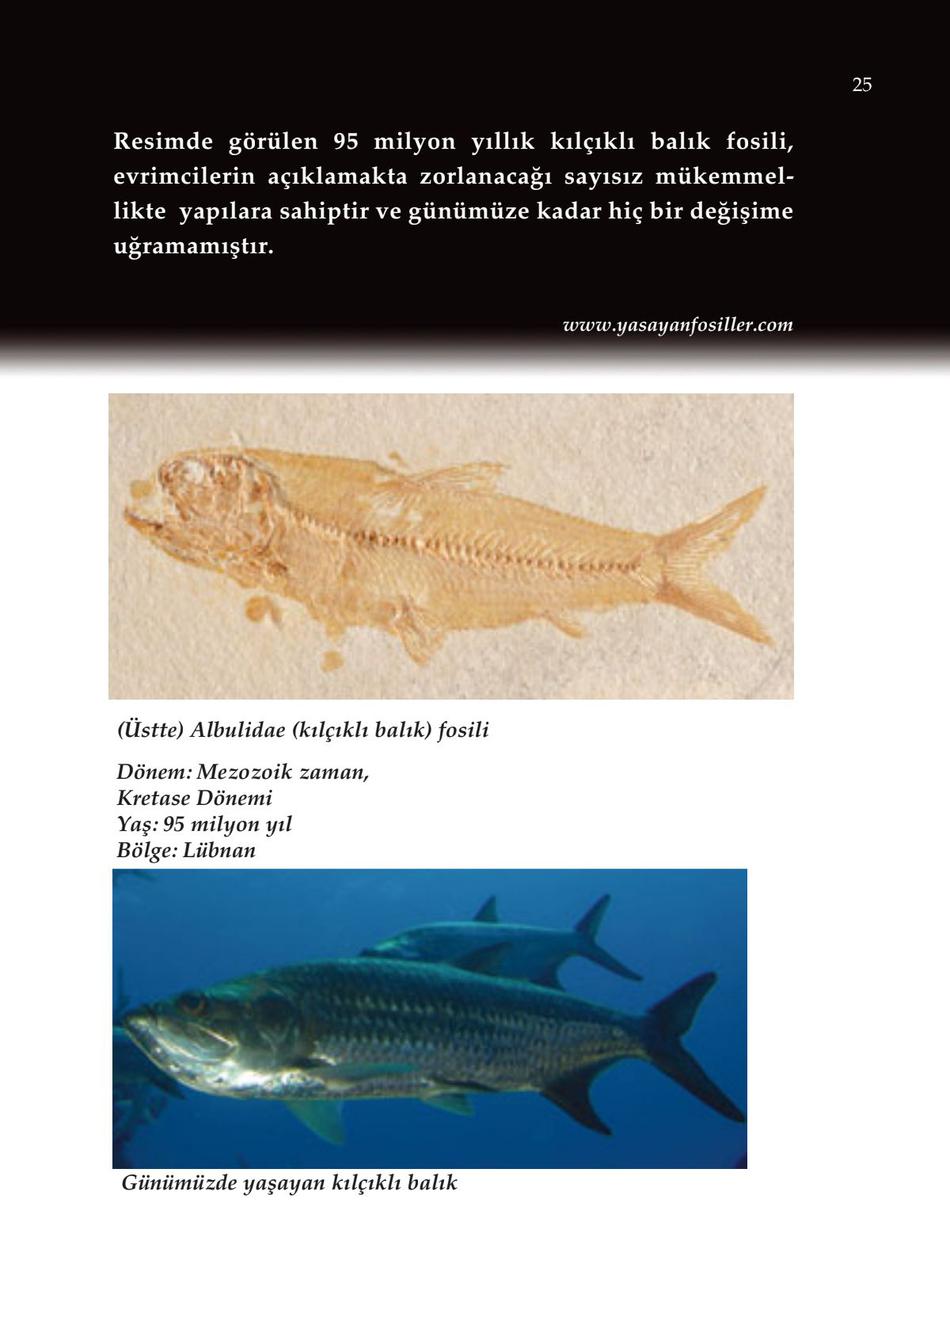 25
Resimde görülen 95 milyon yıllık kılçıklı balık fosili,
evrimcilerin açıklamakta zorlanacağı sayısız mükemmel-
likte yapılara sahiptir ve günümüze kadar hiç bir değişime
uğramamıştır.
www.yasayanfosiller.com
(Üstte) Albulidae (kılçıklı balık) fosili
Dönem: Mezozoik zaman,
Kretase Dönemi
Yaş: 95 milyon yıl
Bölge: Lübnan
Günümüzde yaşayan kılçıklı balık